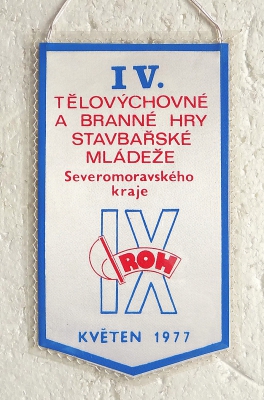 IV.
TĚLOVÝCHOVNÉ
A BRANNÉ HRY
STAVBAŘSKÉ
MLÁDEŽE
Severomoravského
kraje
IX
ROH
KVĚTEN 1977